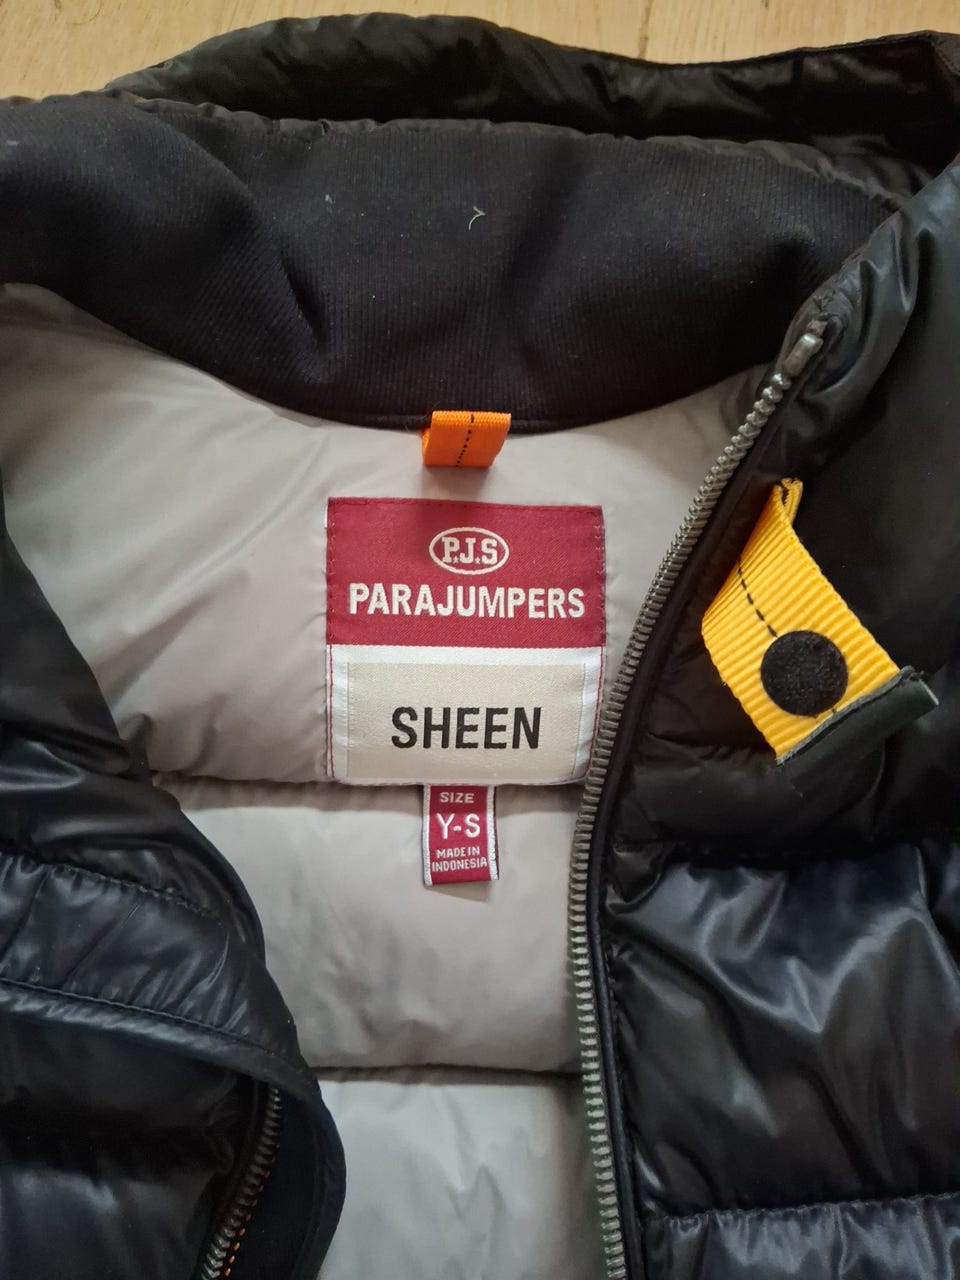 P.J.S
PARAJUMPERS
SHEEN
SIZE
Y-S
MADE IN
INDONESIA